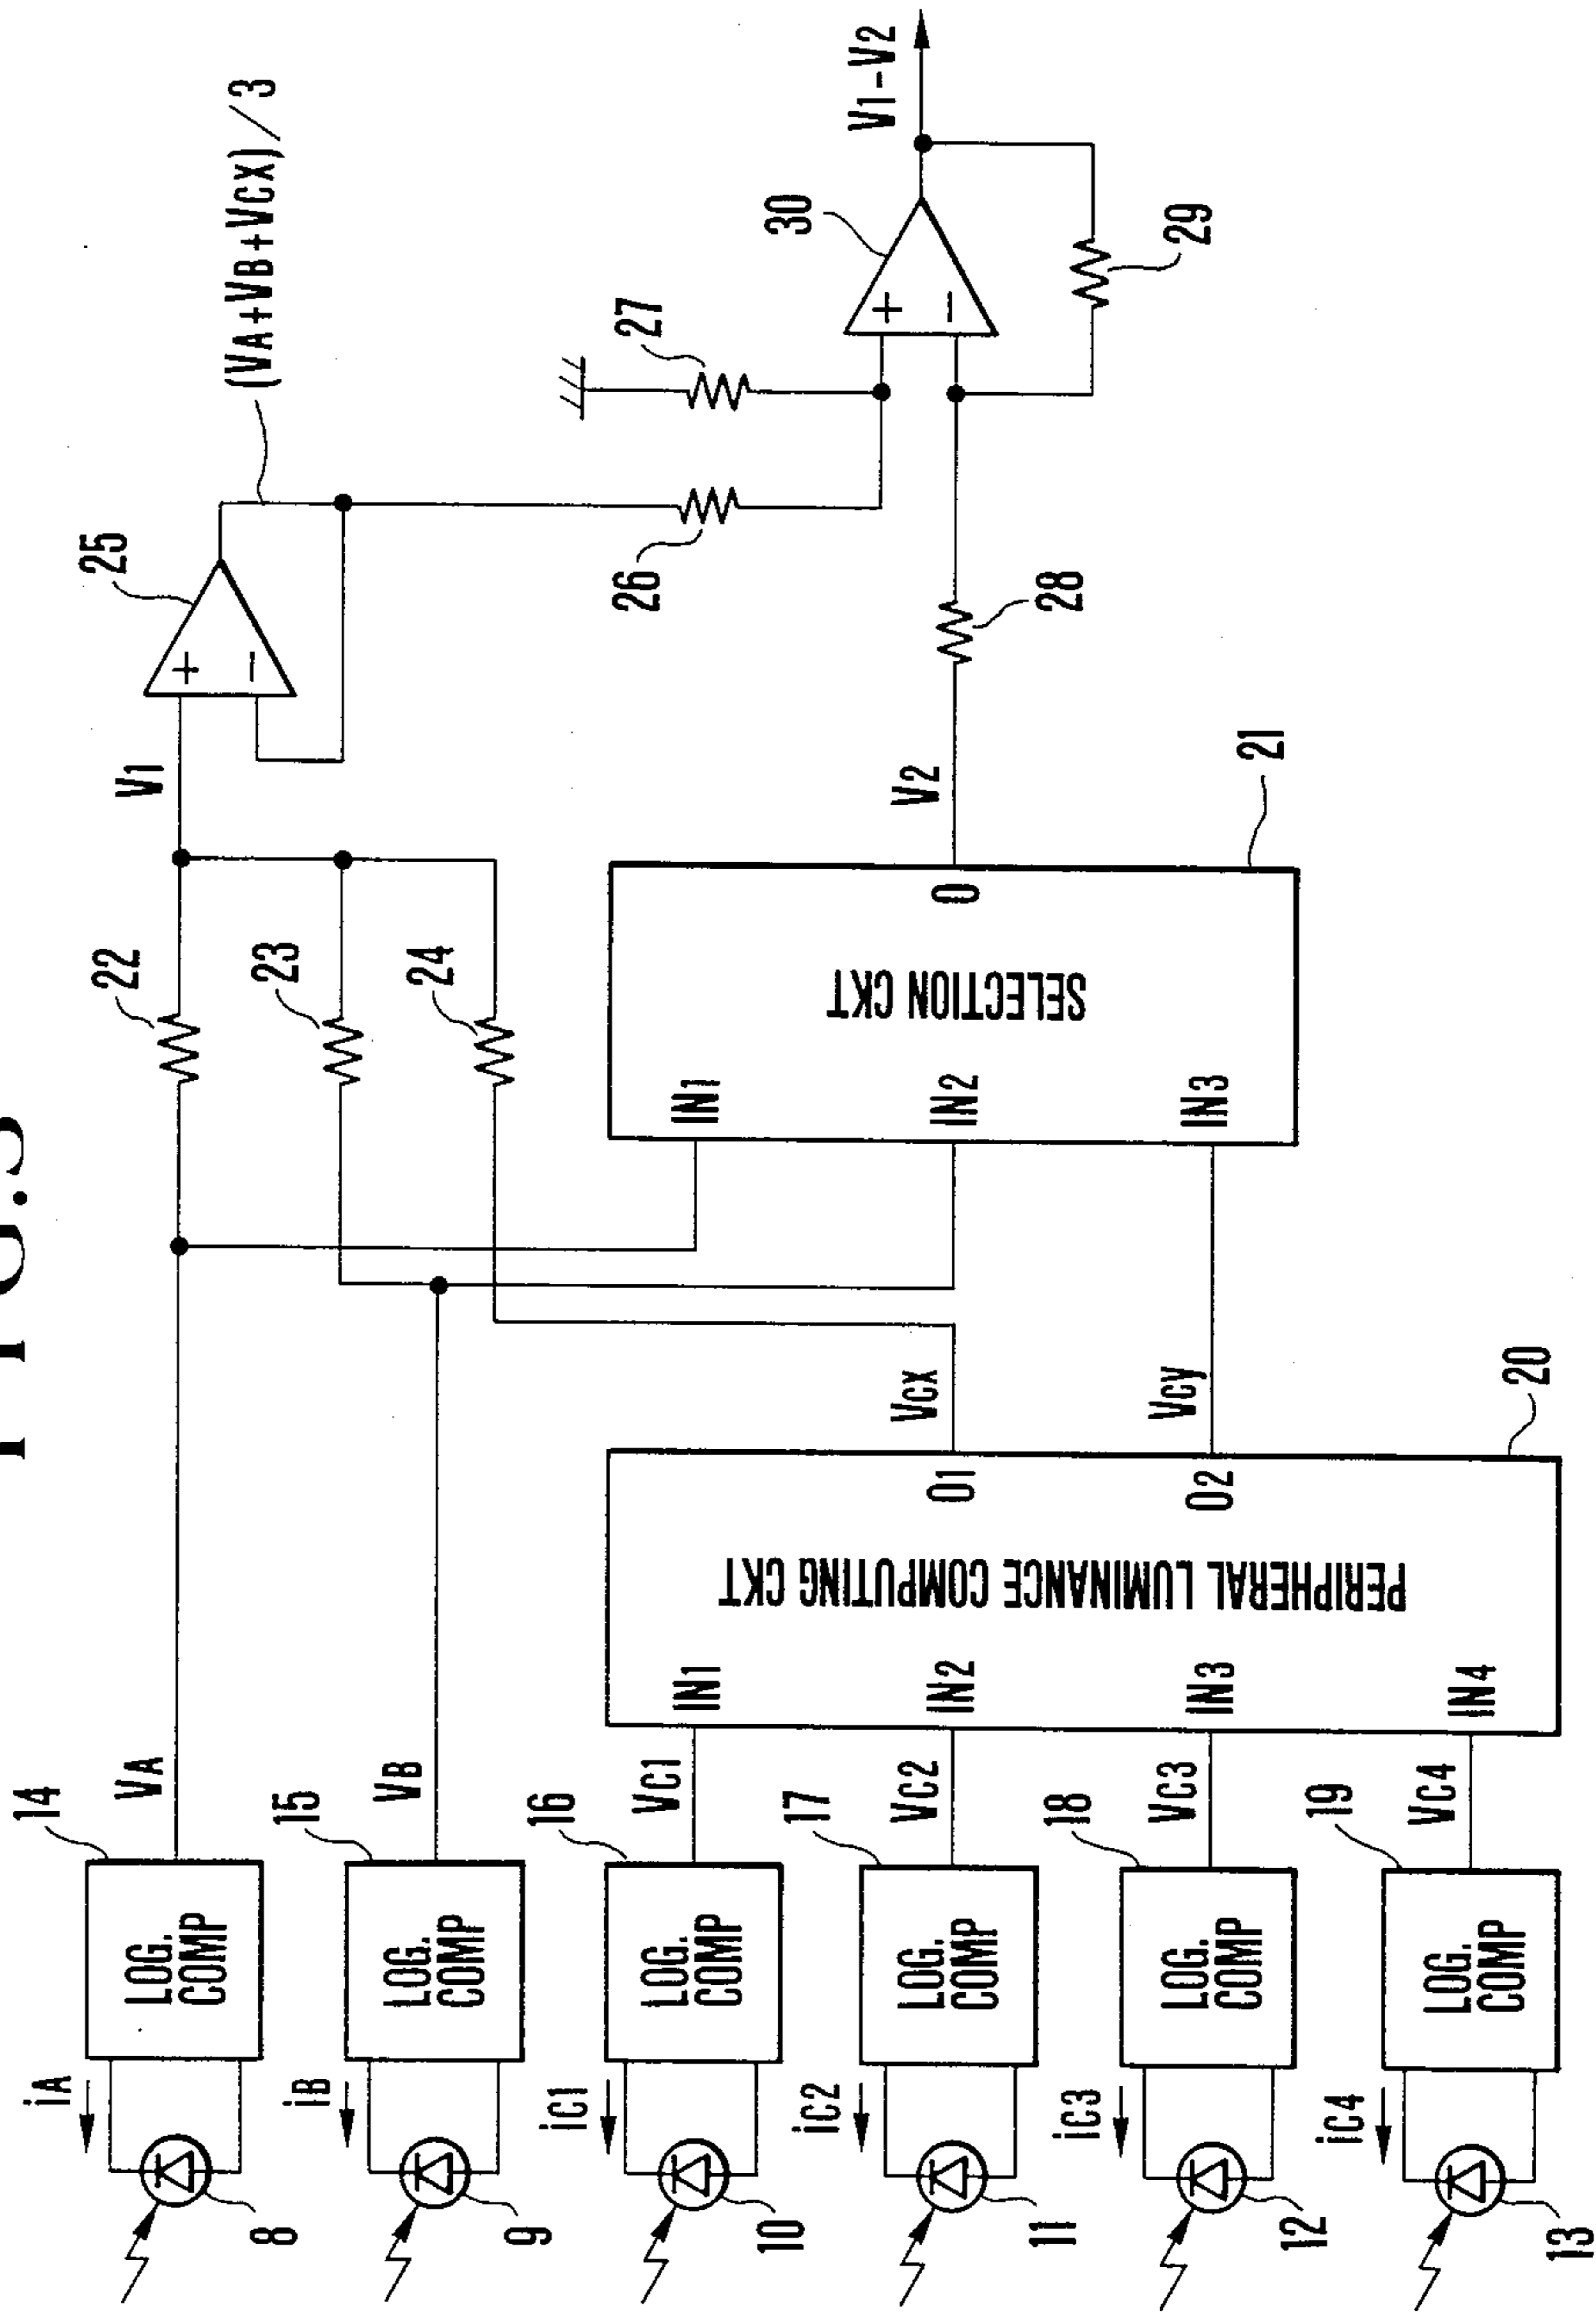 FIG.3
14
VA
iA
LOG.
COMP
8
15
VB
iB
LOG.
COMP
9
16
VC1
iC1
LOG.
COMP
10
17
VC2
iC2
LOG.
COMP
11
18
VC3
iC3
LOG.
COMP
12
19
VC4
iC4
LOG.
COMP
13
IN1
IN2
IN3
IN4
PERIPHERAL LUMINANCE COMPUTING CKT
O1
O2
20
VCX
VCY
IN1
IN2
IN3
SELECTION CKT
O
21
22
23
24
V1
V2
+
−
25
(VA+VB+VCX)/3
26
27
28
+
−
30
29
V1−V2